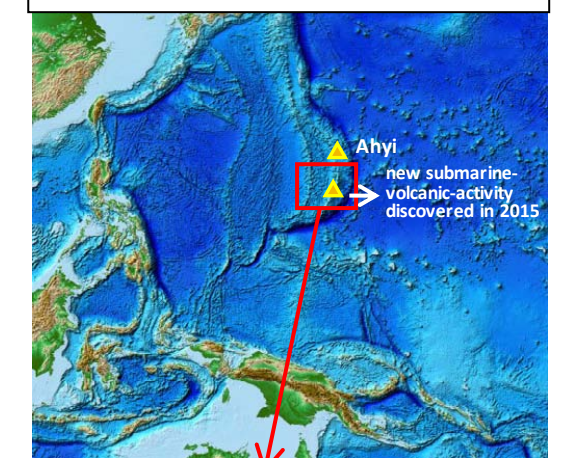 Ahyi
new submarine-
volcanic-activity
discovered in 2015